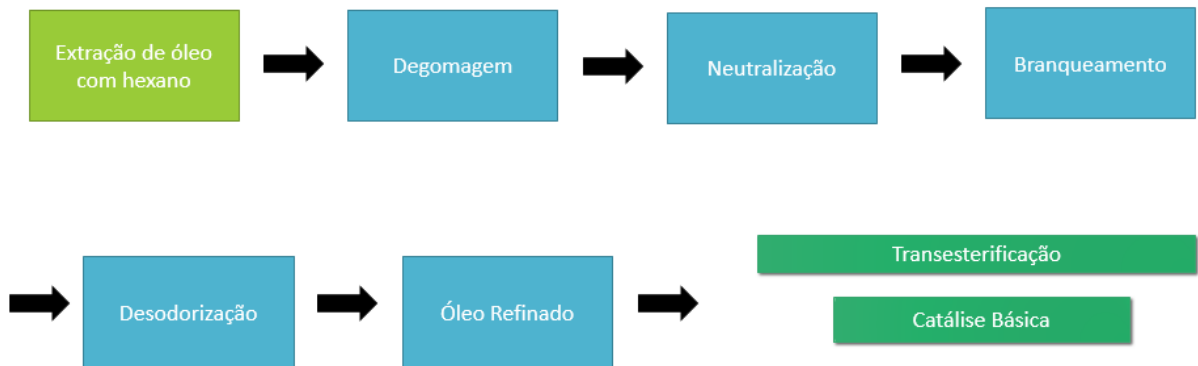 Extração de óleo
com hexano
Degomagem
Neutralização
Branqueamento
Desodorização
Óleo Refinado
Transesterificação
Catálise Básica